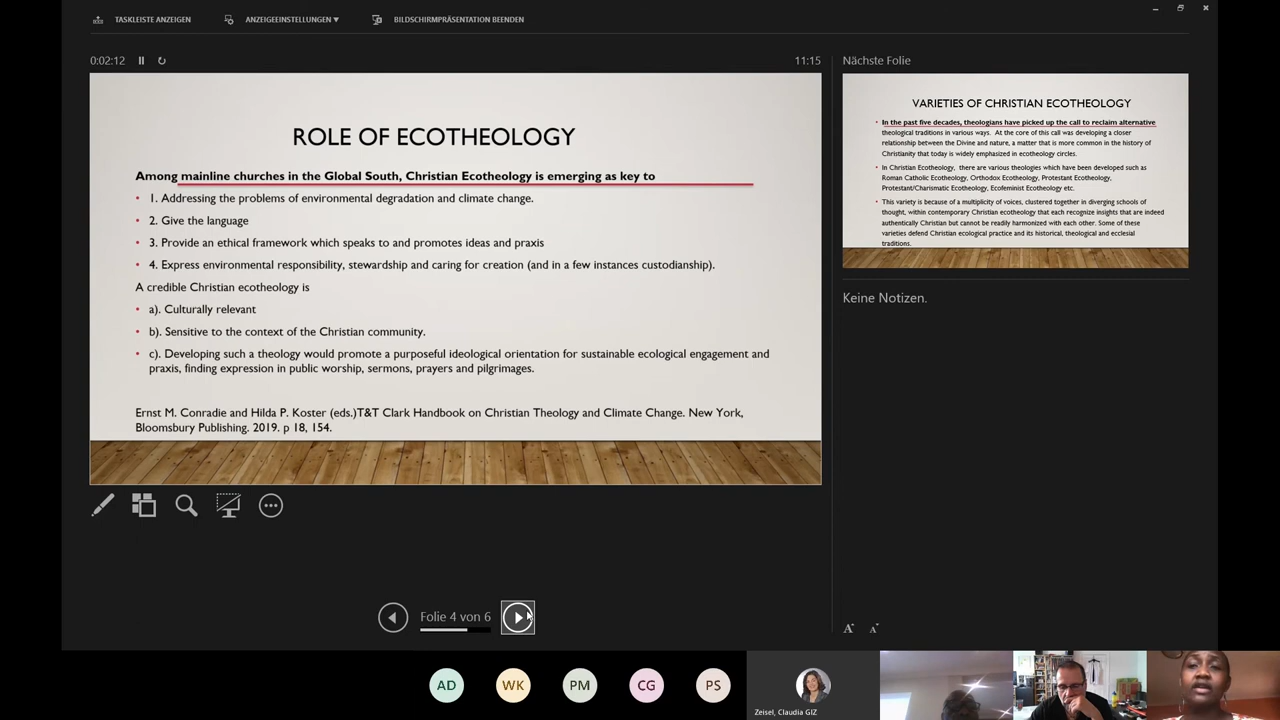 TASKLEISTE ANZEIGEN
ANZEIGEEINSTELLUNGEN ▼
BILDSCHIRMPRÄSENTATION BEENDEN
0:02:12
11:15
ROLE OF ECOTHEOLOGY
Among mainline churches in the Global South, Christian Ecotheology is emerging as key to
• 1. Addressing the problems of environmental degradation and climate change.
• 2. Give the language
• 3. Provide an ethical framework which speaks to and promotes ideas and praxis
• 4. Express environmental responsibility, stewardship and caring for creation (and in a few instances custodianship).
A credible Christian ecotheology is
• a). Culturally relevant
• b). Sensitive to the context of the Christian community.
• c). Developing such a theology would promote a purposeful ideological orientation for sustainable ecological engagement and
praxis, finding expression in public worship, sermons, prayers and pilgrimages.
Ernst M. Conradie and Hilda P. Koster (eds.)T&T Clark Handbook on Christian Theology and Climate Change. New York,
Bloomsbury Publishing. 2019. p 18, 154.
Nächste Folie
VARIETIES OF CHRISTIAN ECOTHEOLOGY
• In the past five decades, theologians have picked up the call to reclaim alternative
theological traditions in various ways. At the core of this call was developing a closer
relationship between the Divine and nature, a matter that is more common in the history of
Christianity that today is widely emphasized in ecotheology circles.
• In Christian Ecotheology, there are various theologies which have been developed such as
Roman Catholic Ecotheology, Orthodox Ecotheology, Protestant Ecotheology,
Protestant/Charismatic Ecotheology, Ecofeminist Ecotheology etc.
• This variety is because of a multiplicity of voices, clustered together in diverging schools of
thought, within contemporary Christian ecotheology that each recognize insights that are indeed
authentically Christian but cannot be readily harmonized with each other. Some of these
varieties defend Christian ecological practice and its historical, theological and ecclesial
traditions.
Keine Notizen.
Folie 4 von 6
A A
AD
WK
PM
CG
PS
Zeisel, Claudia GIZ